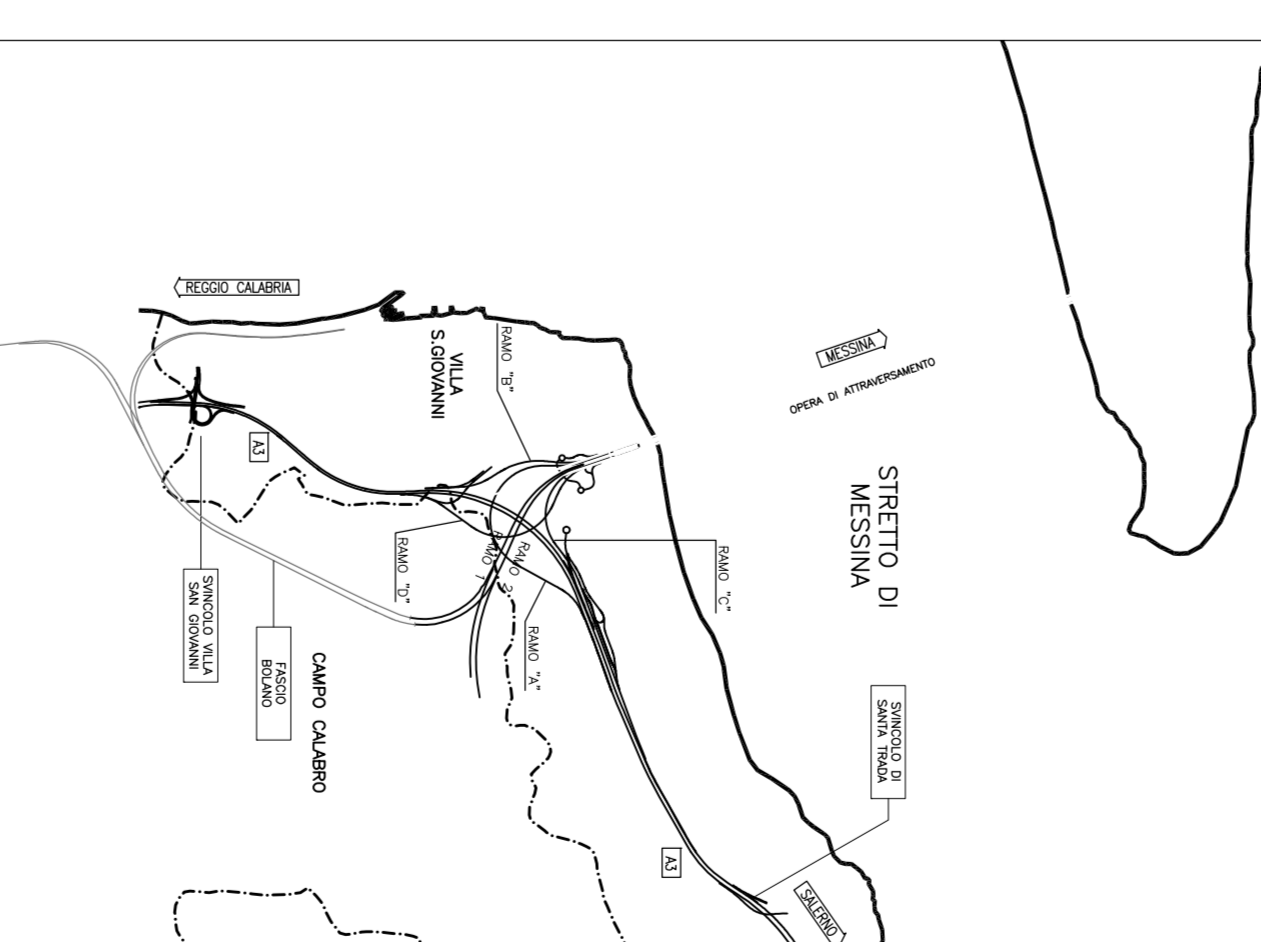 REGGIO CALABRIA
VILLA
S.GIOVANNI
RAMO "B"
MESSINA
OPERA DI ATTRAVERSAMENTO
A3
STRETTO DI
MESSINA
RAMO "D"
RAMO 1
RAMO 2
RAMO "C"
RAMO "A"
SVINCOLO VILLA
SAN GIOVANNI
FASCIO
BOLANO
CAMPO CALABRO
SVINCOLO DI
SANTA TRADA
A3
SALERNO